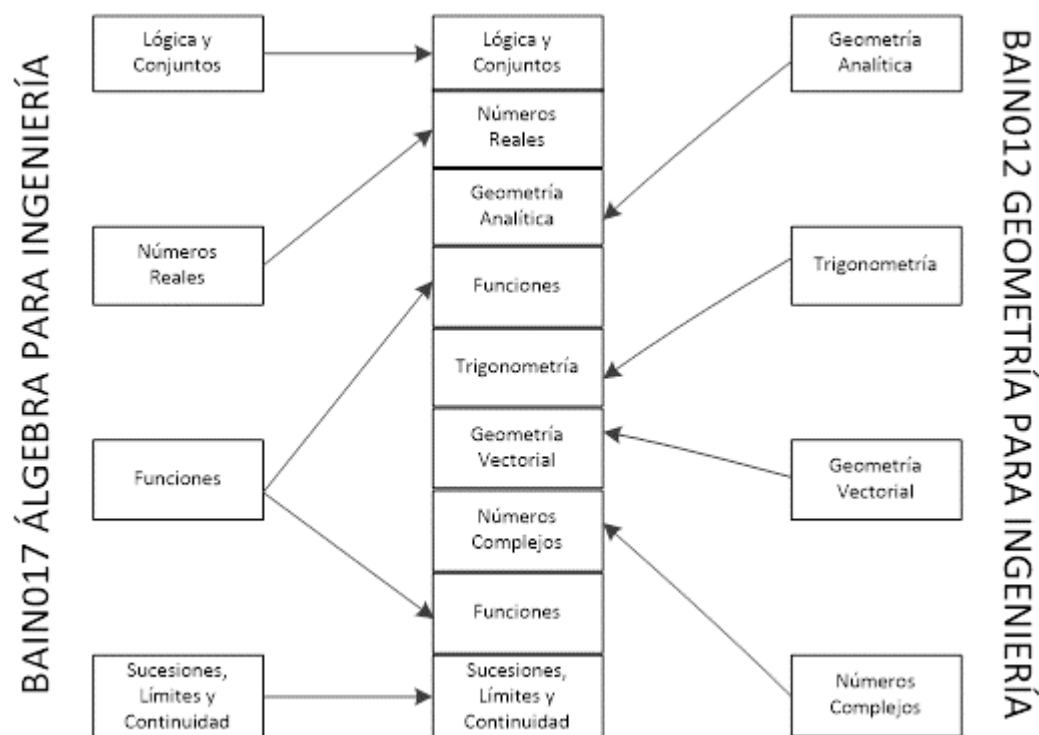 BAIN017 ÁLGEBRA PARA INGENIERÍA
Lógica y
Conjuntos
Números
Reales
Funciones
Sucesiones,
Límites y
Continuidad
Lógica y
Conjuntos
Números
Reales
Geometría
Analítica
Funciones
Trigonometría
Geometría
Vectorial
Números
Complejos
Funciones
Sucesiones,
Límites y
Continuidad
Geometría
Analítica
Trigonometría
Geometría
Vectorial
Números
Complejos
BAIN012 GEOMETRÍA PARA INGENIERÍA